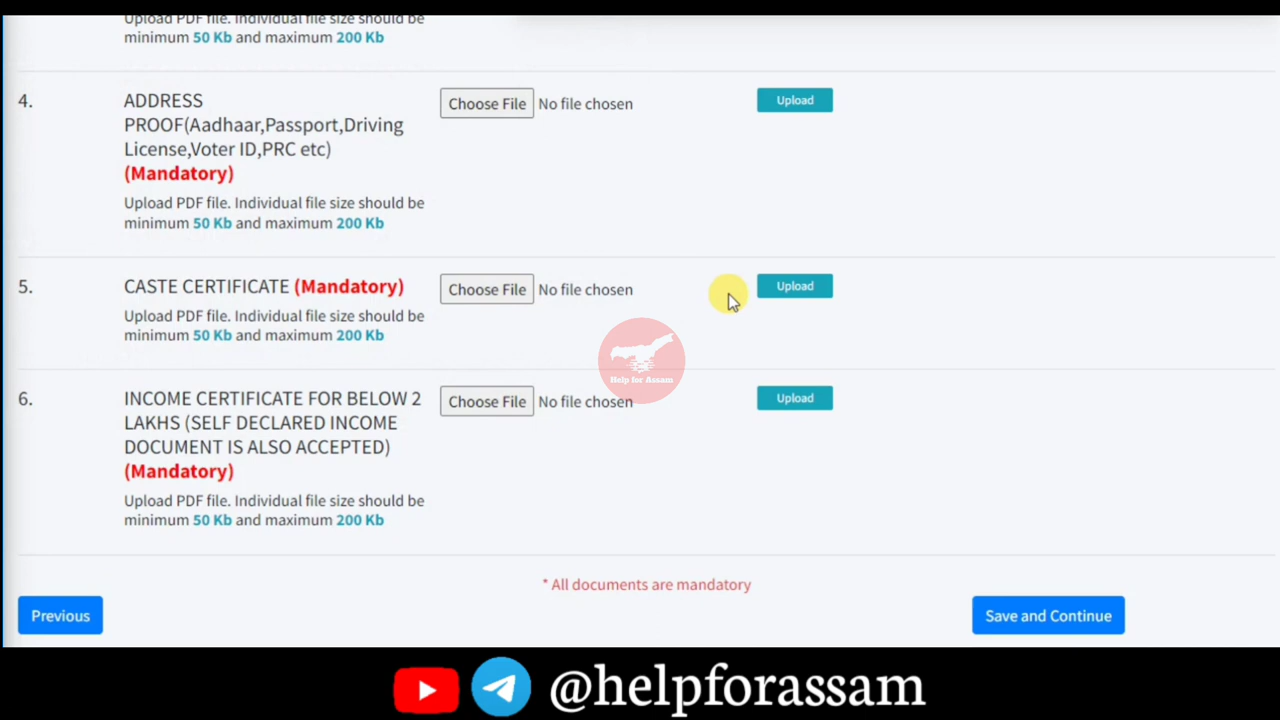 Upload PDF file. Individual file size should be
minimum 50 Kb and maximum 200 Kb
4.
ADDRESS
PROOF(Aadhaar,Passport,Driving
License,Voter ID,PRC etc)
(Mandatory)
Choose File No file chosen
Upload
Upload PDF file. Individual file size should be
minimum 50 Kb and maximum 200 Kb
5.
CASTE CERTIFICATE (Mandatory)
Choose File No file chosen
Upload
Upload PDF file. Individual file size should be
minimum 50 Kb and maximum 200 Kb
Help for Assam
6.
INCOME CERTIFICATE FOR BELOW 2
LAKHS (SELF DECLARED INCOME
DOCUMENT IS ALSO ACCEPTED)
(Mandatory)
Choose File No file chosen
Upload
Upload PDF file. Individual file size should be
minimum 50 Kb and maximum 200 Kb
* All documents are mandatory
Previous
Save and Continue
@helpforassam